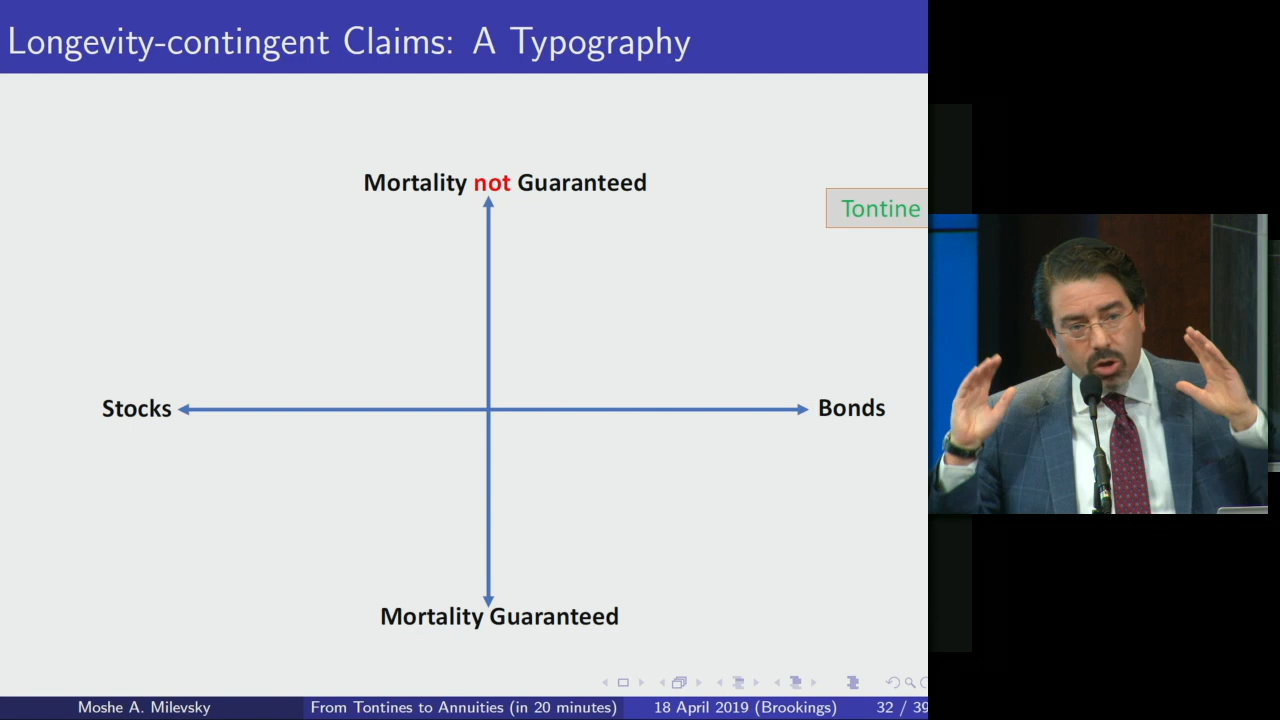 Longevity-contingent Claims: A Typography
Mortality not Guaranteed
Tontine
Stocks
Bonds
Mortality Guaranteed
Moshe A. Milevsky From Tontines to Annuities (in 20 minutes) 18 April 2019 (Brookings) 32 / 39